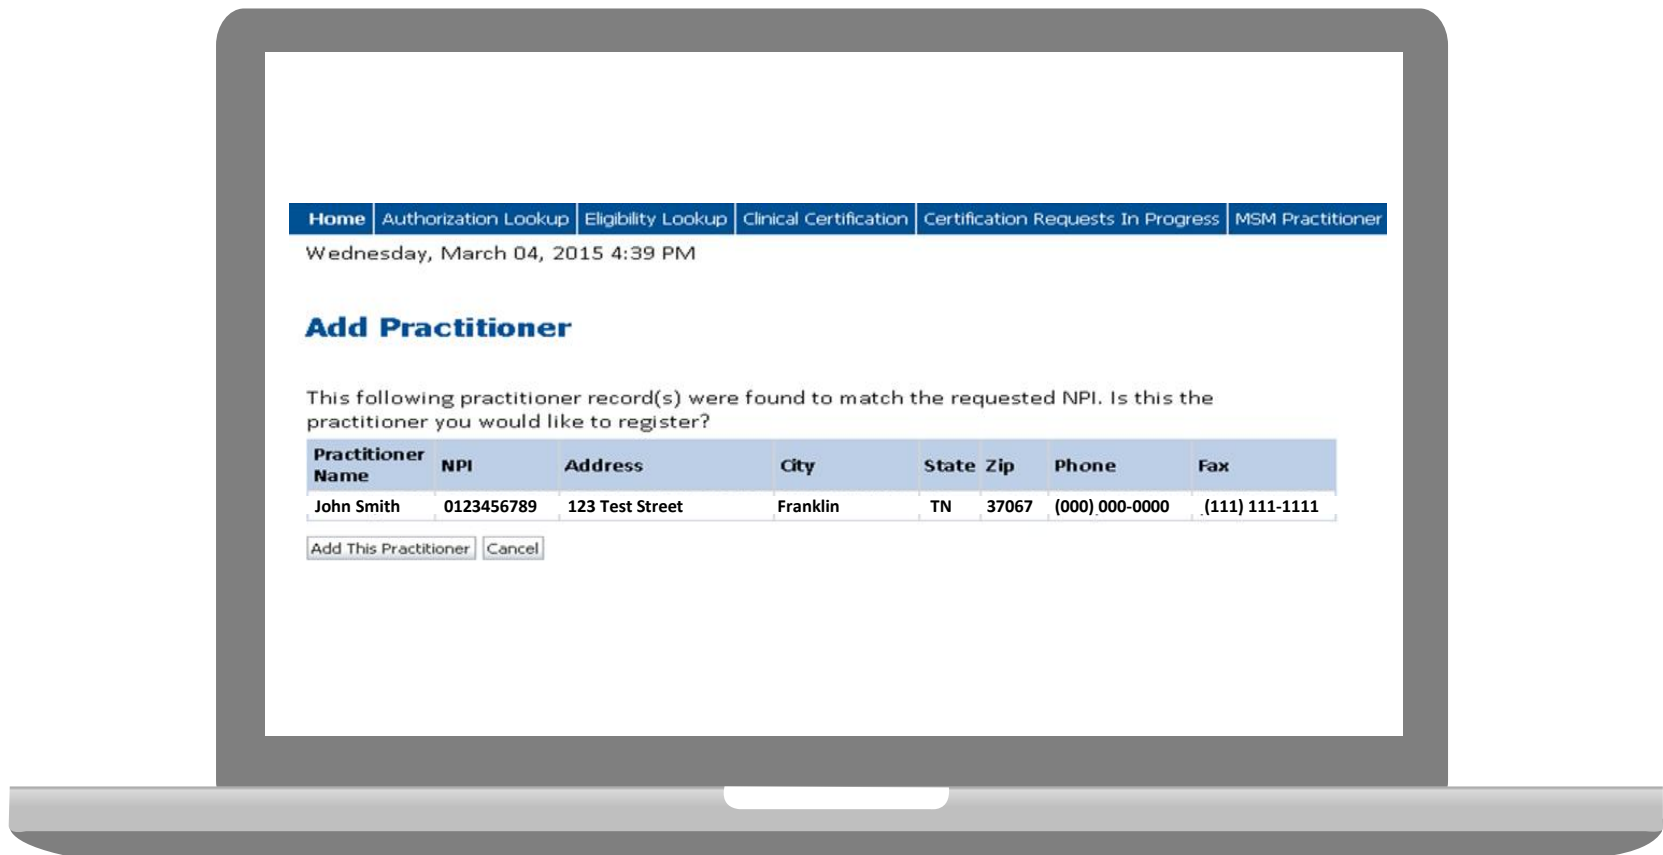 Home Authorization Lookup Eligibility Lookup Clinical Certification Certification Requests In Progress MSM Practitioner
Wednesday, March 04, 2015 4:39 PM
Add Practitioner
This following practitioner record(s) were found to match the requested NPI. Is this the
practitioner you would like to register?
Practitioner Name NPI Address City State Zip Phone Fax
John Smith 0123456789 123 Test Street Franklin TN 37067 (000) 000-0000 (111) 111-1111
Add This Practitioner Cancel